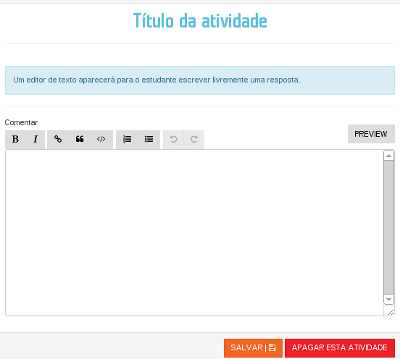 Título da atividade
Um editor de texto aparecerá para o estudante escrever livremente uma resposta.
Comentar
PREVIEW
B I
SALVAR |
APAGAR ESTA ATIVIDADE